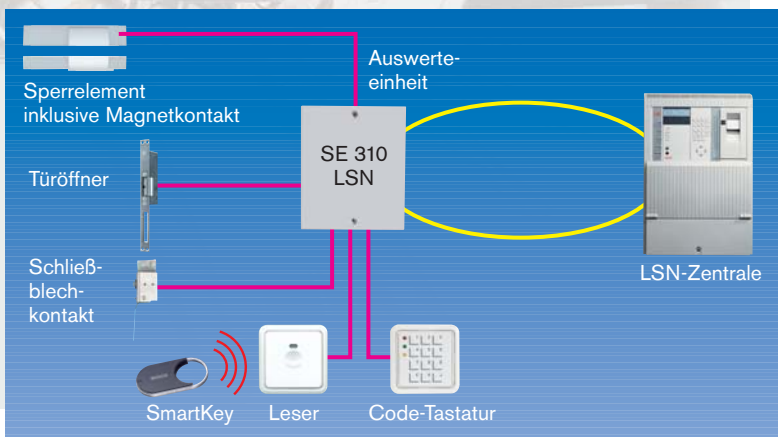 Sperrelement
inklusive Magnetkontakt
Auswerte-
einheit
SE 310
LSN
Türöffner
LSN-Zentrale
Schließ-
blech-
kontakt
SmartKey
Leser
Code-Tastatur